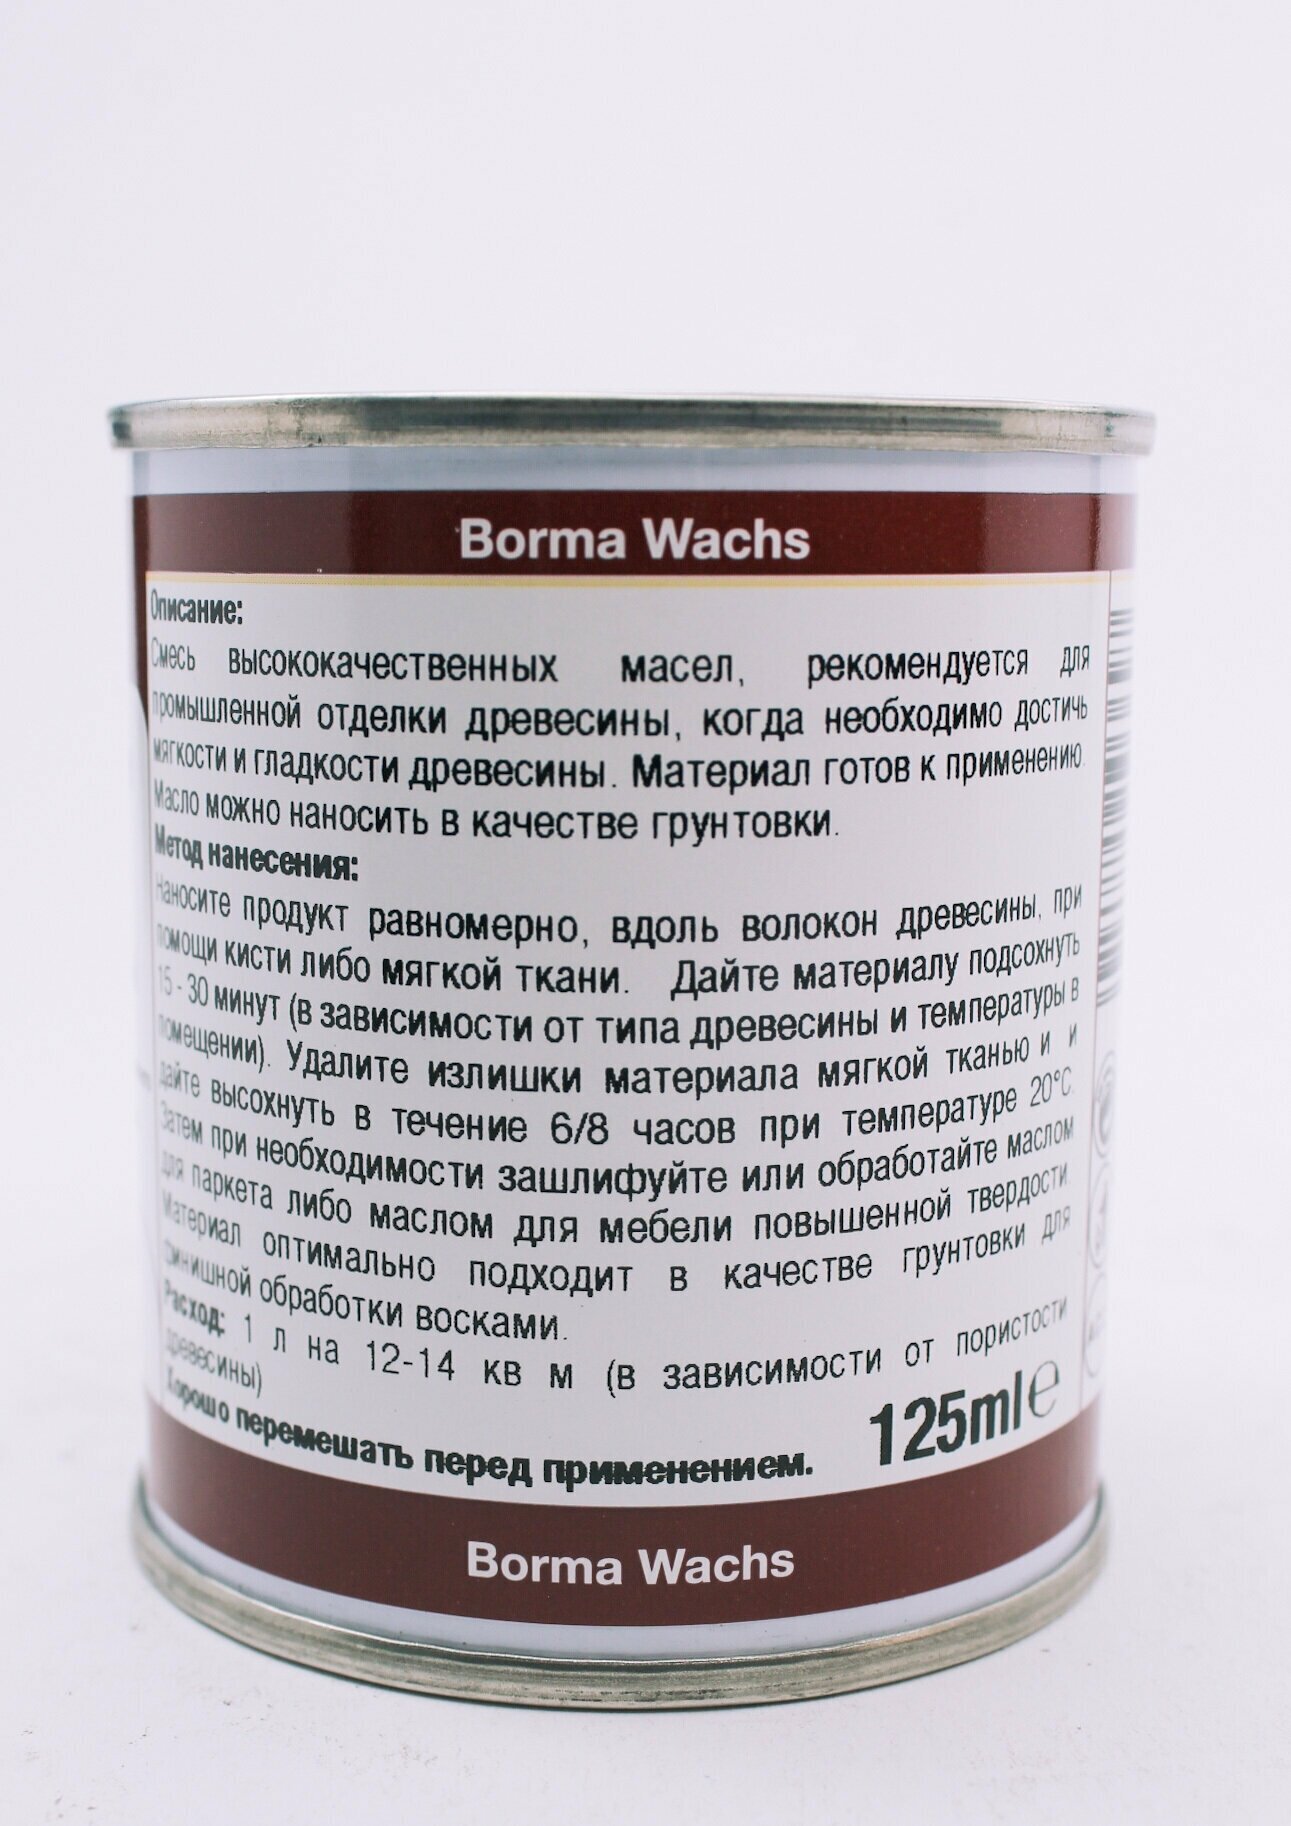 Borma Wachs
Описание:
Смесь высококачественных масел, рекомендуется для
промышленной отделки древесины, когда необходимо достичь
мягкости и гладкости древесины. Материал готов к применению.
Масло можно наносить в качестве грунтовки.
Метод нанесения:
Наносите продукт равномерно, вдоль волокон древесины, при
помощи кисти либо мягкой ткани. Дайте материалу подсохнуть
15 - 30 минут (в зависимости от типа древесины и температуры в
помещении). Удалите излишки материала мягкой тканью и и
дайте высохнуть в течение 6/8 часов при температуре 20°C.
Затем при необходимости зашлифуйте или обработайте маслом
для паркета либо маслом для мебели повышенной твердости.
Материал оптимально подходит в качестве грунтовки для
финишной обработки восками.
Расход: 1 л на 12-14 кв м (в зависимости от пористости
древесины)
Хорошо перемешать перед применением.
125ml℮
Borma Wachs